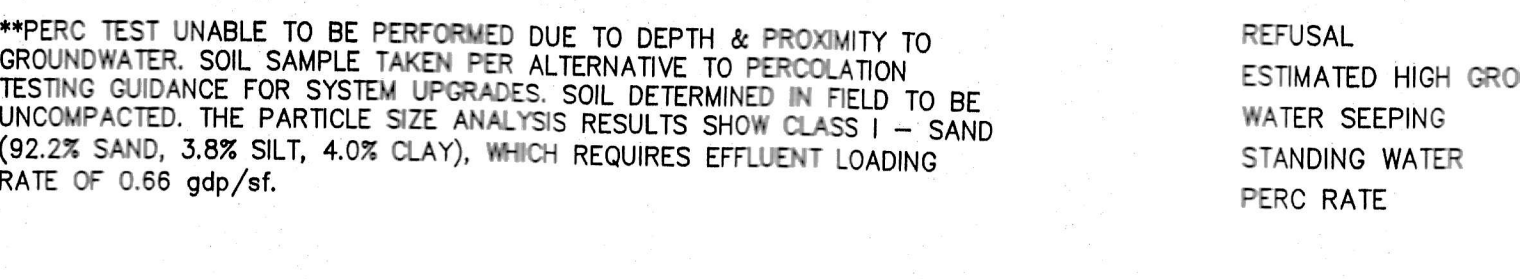 **PERC TEST UNABLE TO BE PERFORMED DUE TO DEPTH & PROXIMITY TO
GROUNDWATER. SOIL SAMPLE TAKEN PER ALTERNATIVE TO PERCOLATION
TESTING GUIDANCE FOR SYSTEM UPGRADES. SOIL DETERMINED IN FIELD TO BE
UNCOMPACTED. THE PARTICLE SIZE ANALYSIS RESULTS SHOW CLASS I – SAND
(92.2% SAND, 3.8% SILT, 4.0% CLAY), WHICH REQUIRES EFFLUENT LOADING
RATE OF 0.66 gdp/sf.
REFUSAL
ESTIMATED HIGH GRO
WATER SEEPING
STANDING WATER
PERC RATE